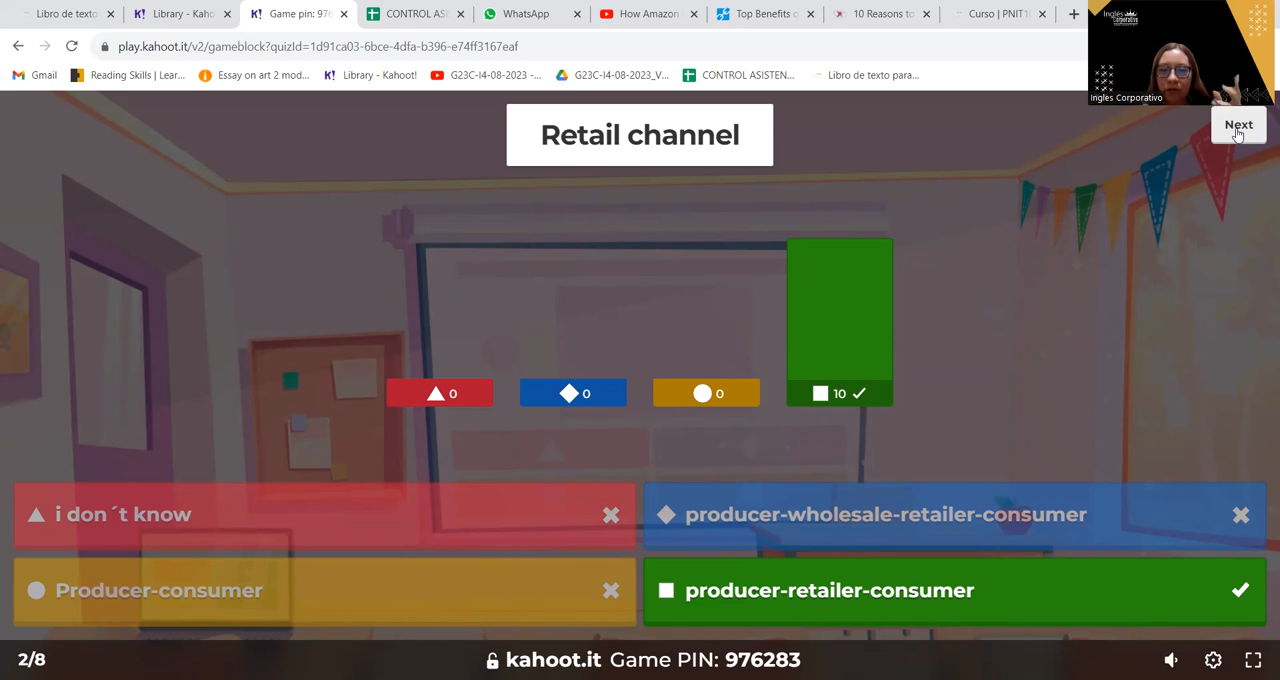 Libro de texto
Library - Kaho
Game pin: 976
CONTROL AS
WhatsApp
How Amazon
Top Benefits o
10 Reasons to
Curso | PNIT1
play.kahoot.it/v2/gameblock?quizId=1d91ca03-6bce-4dfa-b396-e74ff3167eaf
Gmail
Reading Skills | Lear...
Essay on art 2 mod...
Library - Kahoot!
G23C-I4-08-2023 -...
G23C-I4-08-2023_V...
CONTROL ASISTEN...
Libro de texto para...
Inglés
Corporativo
Ingles Corporativo
Next
Retail channel
0
0
0
10
i don´t know
producer-wholesale-retailer-consumer
Producer-consumer
producer-retailer-consumer
2/8
kahoot.it Game PIN: 976283